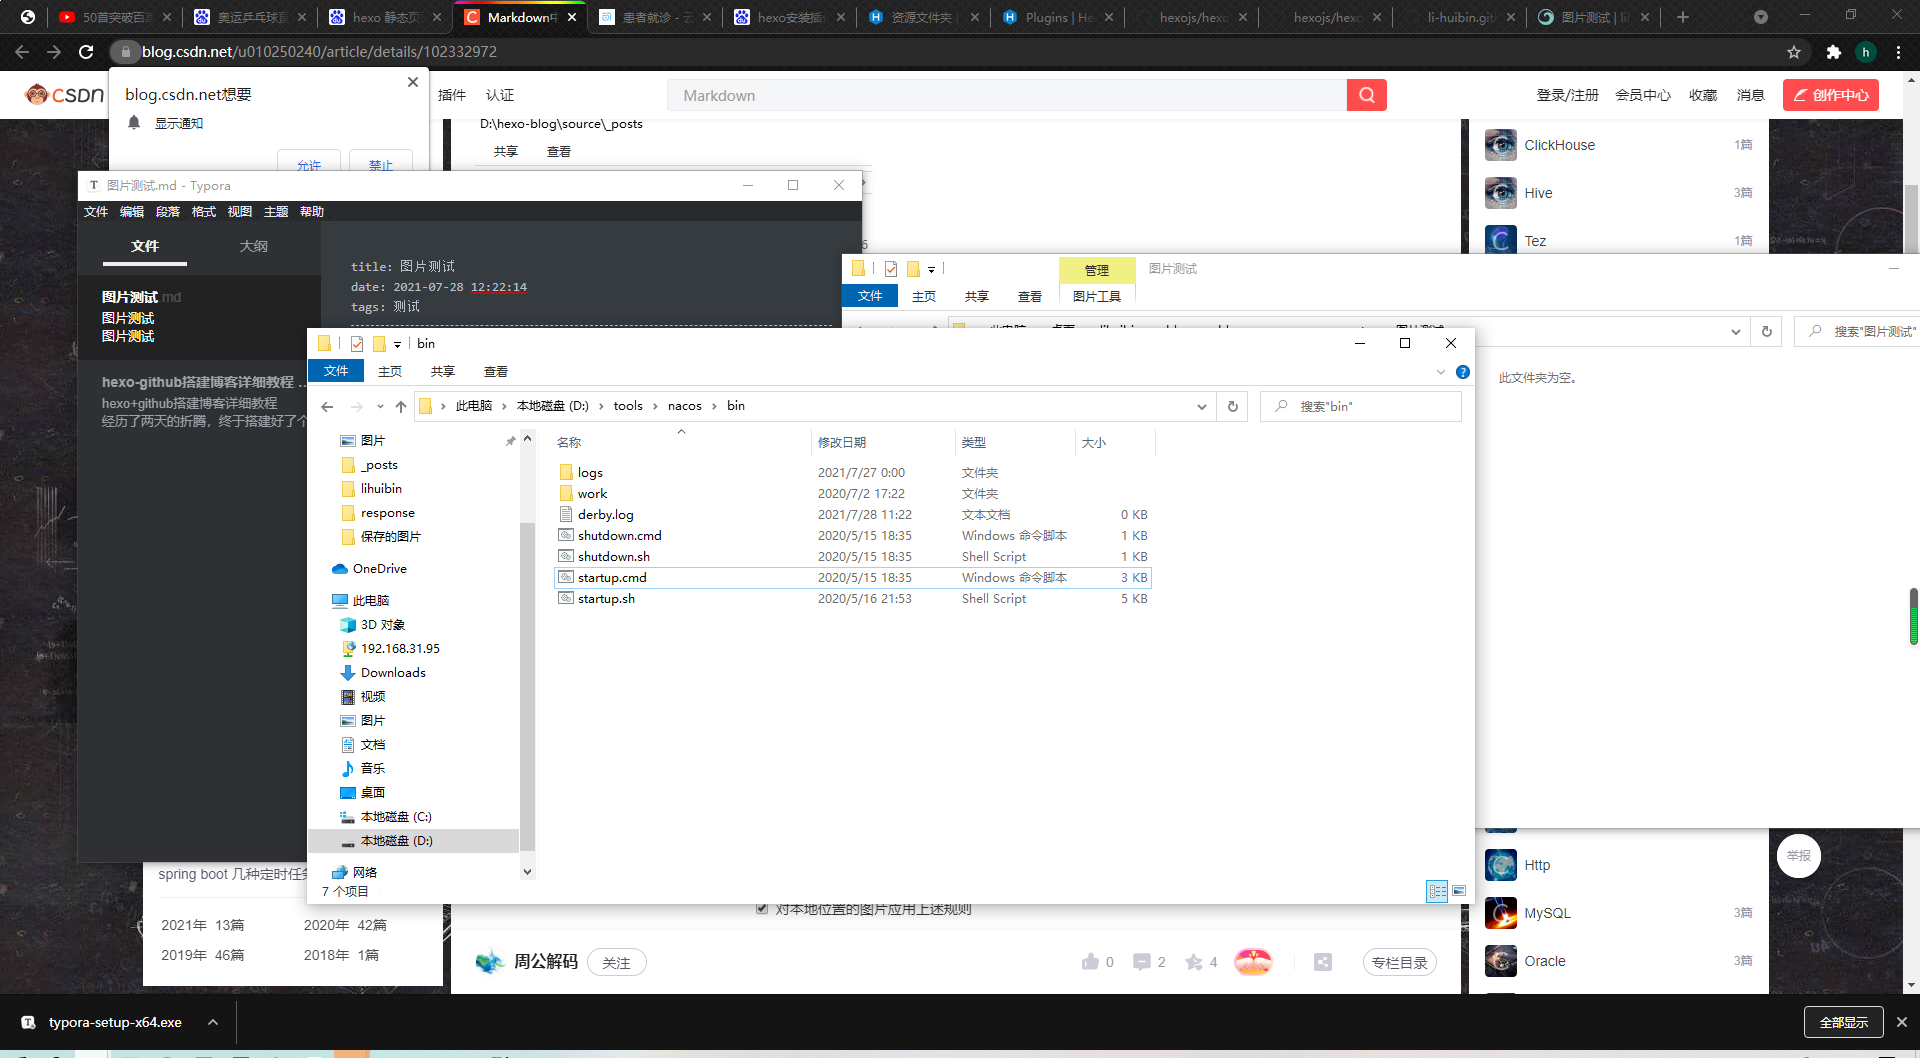 50首突破百
奥运乒乓球
hexo 静态页
Markdown中
患者就诊 - 云
hexo安装插
资源文件夹 |
Plugins | He
hexojs/hexo
hexojs/hexo
li-huibin.git
图片测试 | li
blog.csdn.net/u010250240/article/details/102332972
h
CSDN
插件
认证
Markdown
登录/注册
会员中心
收藏
消息
创作中心
blog.csdn.net想要
显示通知
允许
禁止
D:\hexo-blog\source\_posts
共享
查看
6
ClickHouse
1篇
Hive
3篇
Tez
1篇
T 图片测试.md - Typora
文件 编辑 段落 格式 视图 主题 帮助
文件
大纲
图片测试.md
图片测试
图片测试
hexo-github搭建博客详细教程 ...
hexo+github搭建博客详细教程
经历了两天的折腾，终于搭建好了个
title: 图片测试
date: 2021-07-28 12:22:14
tags: 测试
管理
图片测试
文件
主页
共享
查看
图片工具
搜索"图片测试"
此文件夹为空。
bin
文件
主页
共享
查看
此电脑 › 本地磁盘 (D:) › tools › nacos › bin
搜索"bin"
图片
_posts
lihuibin
response
保存的图片
OneDrive
此电脑
3D 对象
192.168.31.95
Downloads
视频
图片
文档
音乐
桌面
本地磁盘 (C:)
本地磁盘 (D:)
网络
名称 修改日期 类型 大小
logs 2021/7/27 0:00 文件夹
work 2020/7/2 17:22 文件夹
derby.log 2021/7/28 11:22 文本文档 0 KB
shutdown.cmd 2020/5/15 18:35 Windows 命令脚本 1 KB
shutdown.sh 2020/5/15 18:35 Shell Script 1 KB
startup.cmd 2020/5/15 18:35 Windows 命令脚本 3 KB
startup.sh 2020/5/16 21:53 Shell Script 5 KB
7 个项目
spring boot 几种定时任务
2021年 13篇
2020年 42篇
2019年 46篇
2018年 1篇
对本地位置的图片应用上述规则
周公解码
关注
0
2
4
专栏目录
举报
Http
MySQL
3篇
Oracle
3篇
typora-setup-x64.exe
全部显示